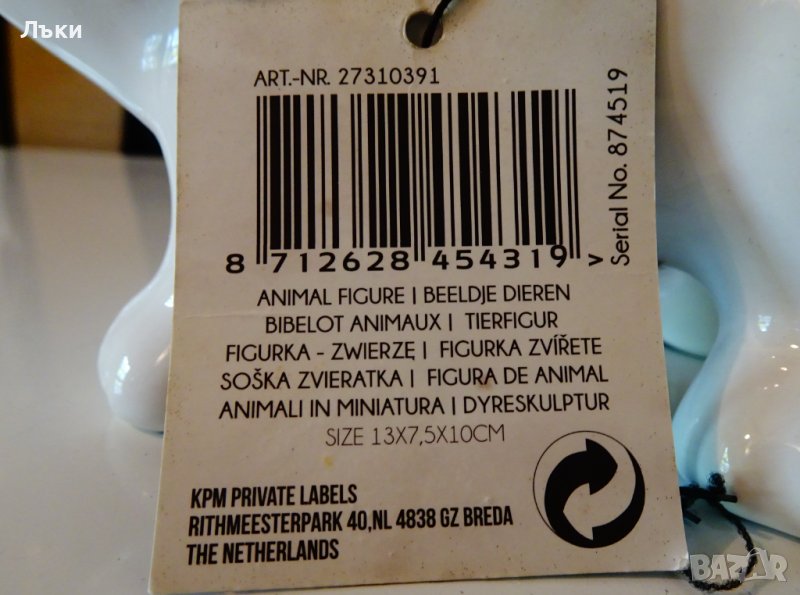 Лъки
ART.-NR. 27310391
Serial No. 874519
8 712628 454319 >
ANIMAL FIGURE | BEELDJE DIEREN
BIBELOT ANIMAUX | TIERFIGUR
FIGURKA - ZWIERZĘ | FIGURKA ZVÍŘETE
SOŠKA ZVIERATKA | FIGURA DE ANIMAL
ANIMALI IN MINIATURA | DYRESKULPTUR
SIZE 13X7,5X10CM
KPM PRIVATE LABELS
RITHMEESTERPARK 40,NL 4838 GZ BREDA
THE NETHERLANDS
BAZAR